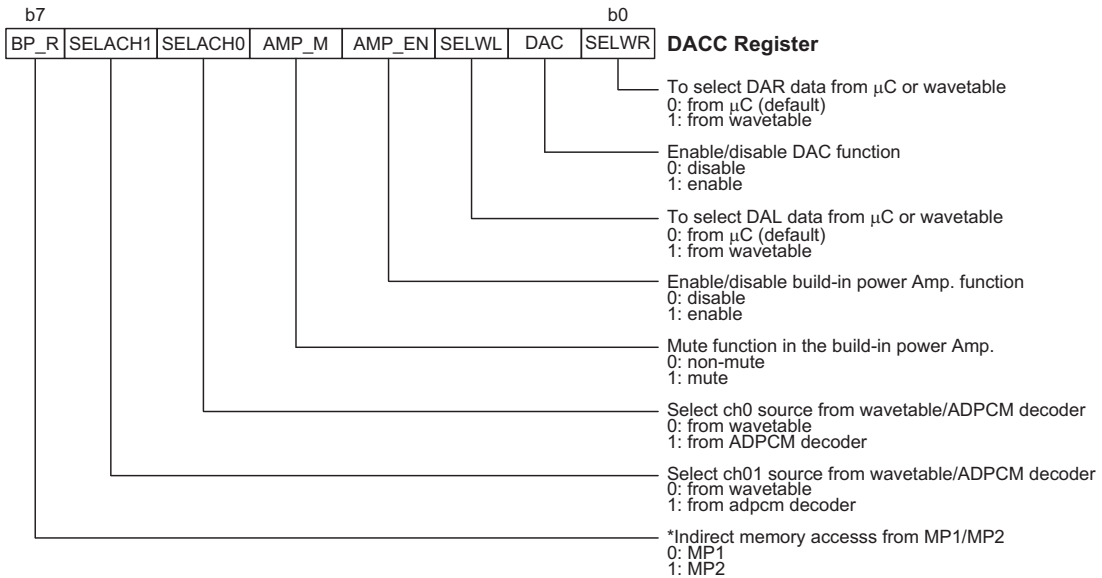 b7 b0
BP_R SELACH1 SELACH0 AMP_M AMP_EN SELWL DAC SELWR DACC Register
To select DAR data from μC or wavetable
0: from μC (default)
1: from wavetable
Enable/disable DAC function
0: disable
1: enable
To select DAL data from μC or wavetable
0: from μC (default)
1: from wavetable
Enable/disable build-in power Amp. function
0: disable
1: enable
Mute function in the build-in power Amp.
0: non-mute
1: mute
Select ch0 source from wavetable/ADPCM decoder
0: from wavetable
1: from ADPCM decoder
Select ch01 source from wavetable/ADPCM decoder
0: from wavetable
1: from adpcm decoder
*Indirect memory accesss from MP1/MP2
0: MP1
1: MP2